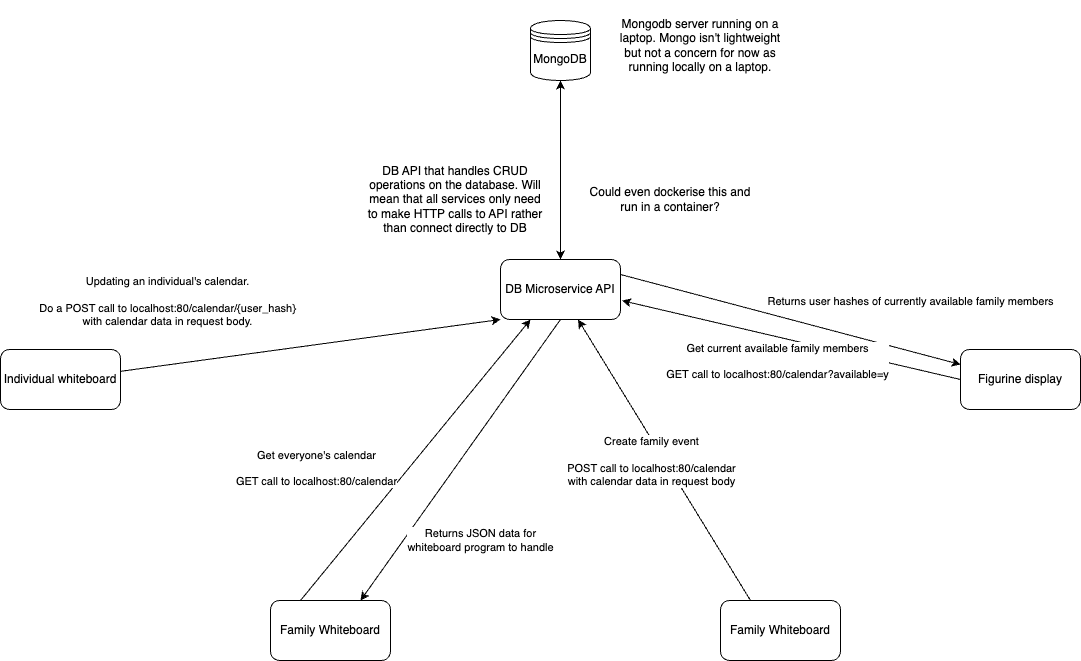 Mongodb server running on a
laptop. Mongo isn't lightweight
but not a concern for now as
running locally on a laptop.
MongoDB
DB API that handles CRUD
operations on the database. Will
mean that all services only need
to make HTTP calls to API rather
than connect directly to DB
Could even dockerise this and
run in a container?
Updating an individual's calendar.
Do a POST call to localhost:80/calendar/{user_hash}
with calendar data in request body.
DB Microservice API
Returns user hashes of currently available family members
Get current available family members
GET call to localhost:80/calendar?available=y
Individual whiteboard
Figurine display
Get everyone's calendar
GET call to localhost:80/calendar
Create family event
POST call to localhost:80/calendar
with calendar data in request body
Returns JSON data for
whiteboard program to handle
Family Whiteboard
Family Whiteboard